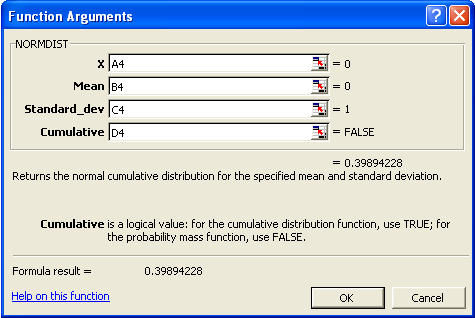 Function Arguments
NORMDIST
X A4 = 0
Mean B4 = 0
Standard_dev C4 = 1
Cumulative D4 = FALSE
= 0.39894228
Returns the normal cumulative distribution for the specified mean and standard deviation.
Cumulative is a logical value: for the cumulative distribution function, use TRUE; for
the probability mass function, use FALSE.
Formula result = 0.39894228
Help on this function
OK Cancel